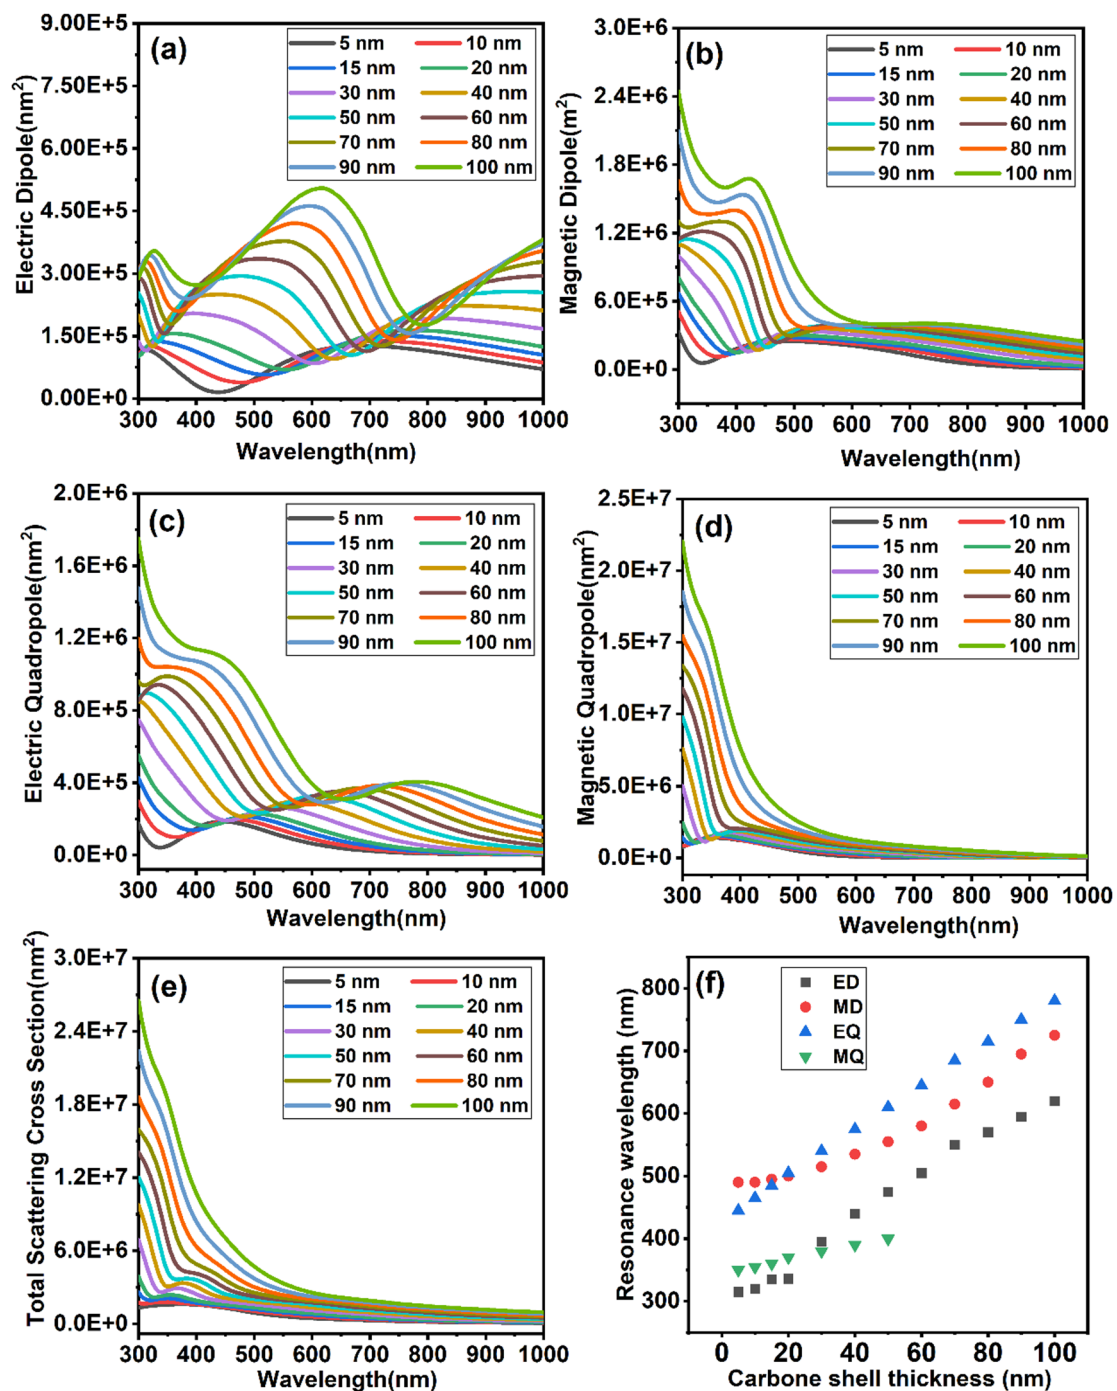 (a)
Electric Dipole(nm²)
9.00E+5
7.50E+5
6.00E+5
4.50E+5
3.00E+5
1.50E+5
0.00E+0
5 nm 10 nm
15 nm 20 nm
30 nm 40 nm
50 nm 60 nm
70 nm 80 nm
90 nm 100 nm
300 400 500 600 700 800 900 1000
Wavelength(nm)
(b)
Magnetic Dipole(m²)
3.0E+6
2.4E+6
1.8E+6
1.2E+6
6.0E+5
0.0E+0
5 nm 10 nm
15 nm 20 nm
30 nm 40 nm
50 nm 60 nm
70 nm 80 nm
90 nm 100 nm
300 400 500 600 700 800 900 1000
Wavelength(nm)
(c)
Electric Quadropole(nm²)
2.0E+6
1.6E+6
1.2E+6
8.0E+5
4.0E+5
0.0E+0
5 nm 10 nm
15 nm 20 nm
30 nm 40 nm
50 nm 60 nm
70 nm 80 nm
90 nm 100 nm
300 400 500 600 700 800 900 1000
Wavelength(nm)
(d)
Magnetic Quadropole(nm²)
2.5E+7
2.0E+7
1.5E+7
1.0E+7
5.0E+6
0.0E+0
5 nm 10 nm
15 nm 20 nm
30 nm 40 nm
50 nm 60 nm
70 nm 80 nm
90 nm 100 nm
300 400 500 600 700 800 900 1000
Wavelength(nm)
(e)
Total Scattering Cross Section(nm²)
3.0E+7
2.4E+7
1.8E+7
1.2E+7
6.0E+6
0.0E+0
5 nm 10 nm
15 nm 20 nm
30 nm 40 nm
50 nm 60 nm
70 nm 80 nm
90 nm 100 nm
300 400 500 600 700 800 900 1000
Wavelength(nm)
(f)
Resonance wavelength (nm)
800
700
600
500
400
300
ED
MD
EQ
MQ
0 20 40 60 80 100
Carbone shell thickness (nm)